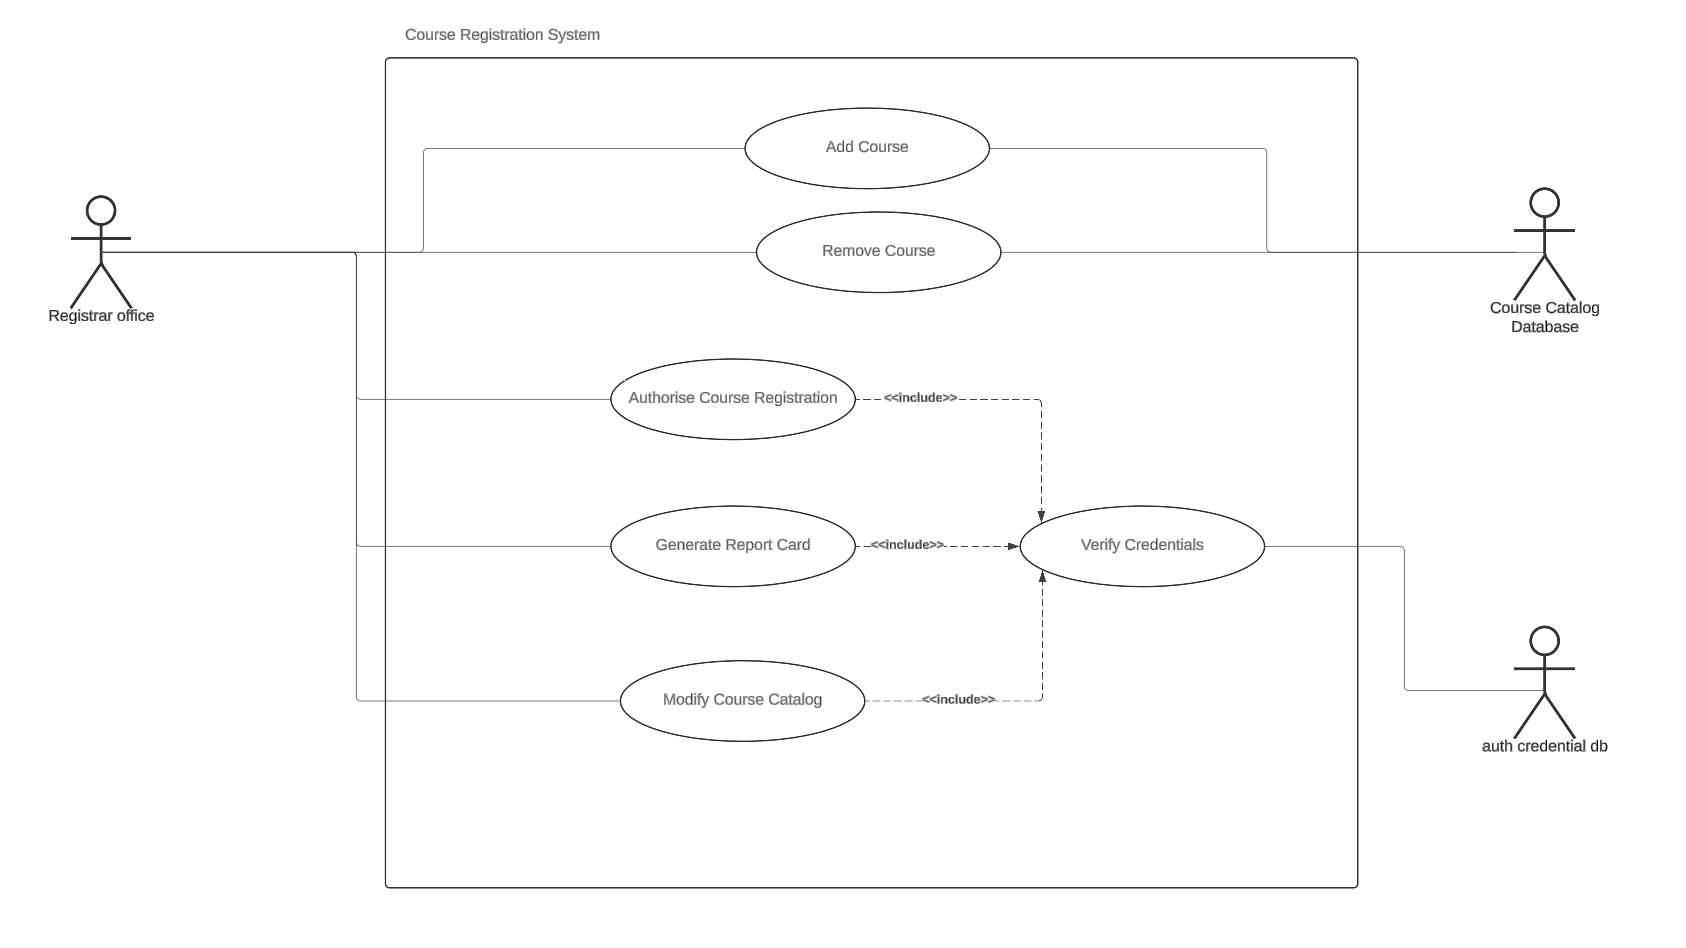 Course Registration System
Add Course
Remove Course
Registrar office
Course Catalog
Database
Authorise Course Registration
<<include>>
Generate Report Card
<<include>>
Verify Credentials
Modify Course Catalog
<<include>>
auth credential db